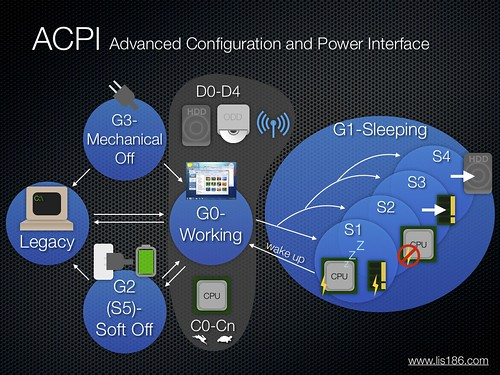 ACPI Advanced Configuration and Power Interface
D0-D4
HDD
ODD
G3-
Mechanical
Off
G1-Sleeping
S4
HDD
S3
S2
S1
Z
Z
Z
CPU
CPU
C:\
Legacy
G0-
Working
wake up
G2
(S5)-
Soft Off
CPU
C0-Cn
www.lis186.com